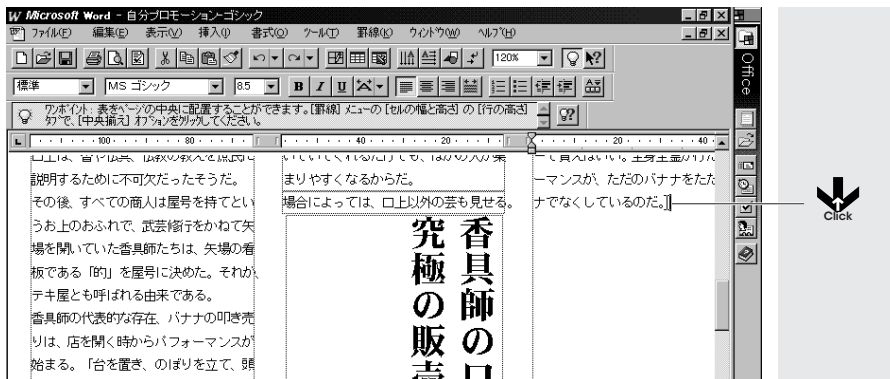 Microsoft Word - 自分プロモーション・ゴシック
ファイル(F) 編集(E) 表示(V) 挿入(I) 書式(O) ツール(T) 罫線(K) ウィンドウ(W) ヘルプ(H)
120%
標準 MS ゴシック 8.5 B I U
ワンポイント: 表をページの中央に配置することができます。[罫線] メニューの [セルの幅と高さ] の [行の高さ]
タブで、[中央揃え] オプションをクリックしてください。
Office
100 80 20 40 20 40
説明するために不可欠だったそうだ。
その後、すべての商人は屋号を持てとい
うお上のおふれで、武芸修行をかねて矢
場を開いていた香具師たちは、矢場の看
板である「的」を屋号に決めた。それが、
テキ屋とも呼ばれる由来である。
香具師の代表的な存在、バナナの叩き売
りは、店を開く時からパフォーマンスが
始まる。「台を置き、のぼりを立て、頭
まりやすくなるからだ。
場合によっては、口上以外の芸も見せる。
香具師の口
究極の販売
ーマンスが、ただのバナナをただ
ナでなくしているのだ。
Click